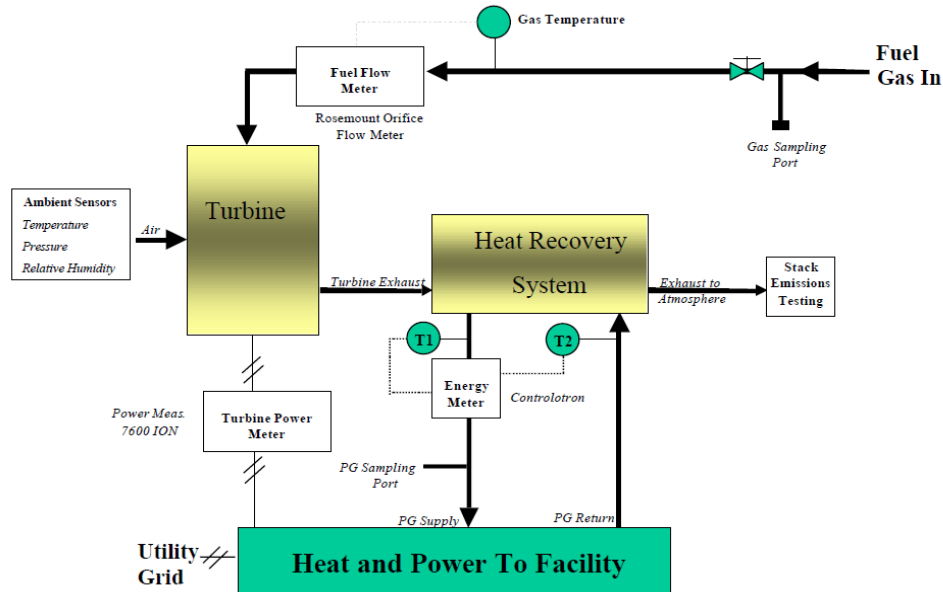 Gas Temperature
Fuel
Gas In
Fuel Flow
Meter
Rosemount Orifice
Flow Meter
Gas Sampling
Port
Ambient Sensors
Temperature
Pressure
Relative Humidity
Air
Turbine
Heat Recovery
System
Turbine Exhaust
Exhaust to
Atmosphere
Stack
Emissions
Testing
T1
T2
Energy
Meter
Controlotron
Power Meas.
7600 ION
Turbine Power
Meter
PG Sampling
Port
PG Supply
PG Return
Utility
Grid
Heat and Power To Facility